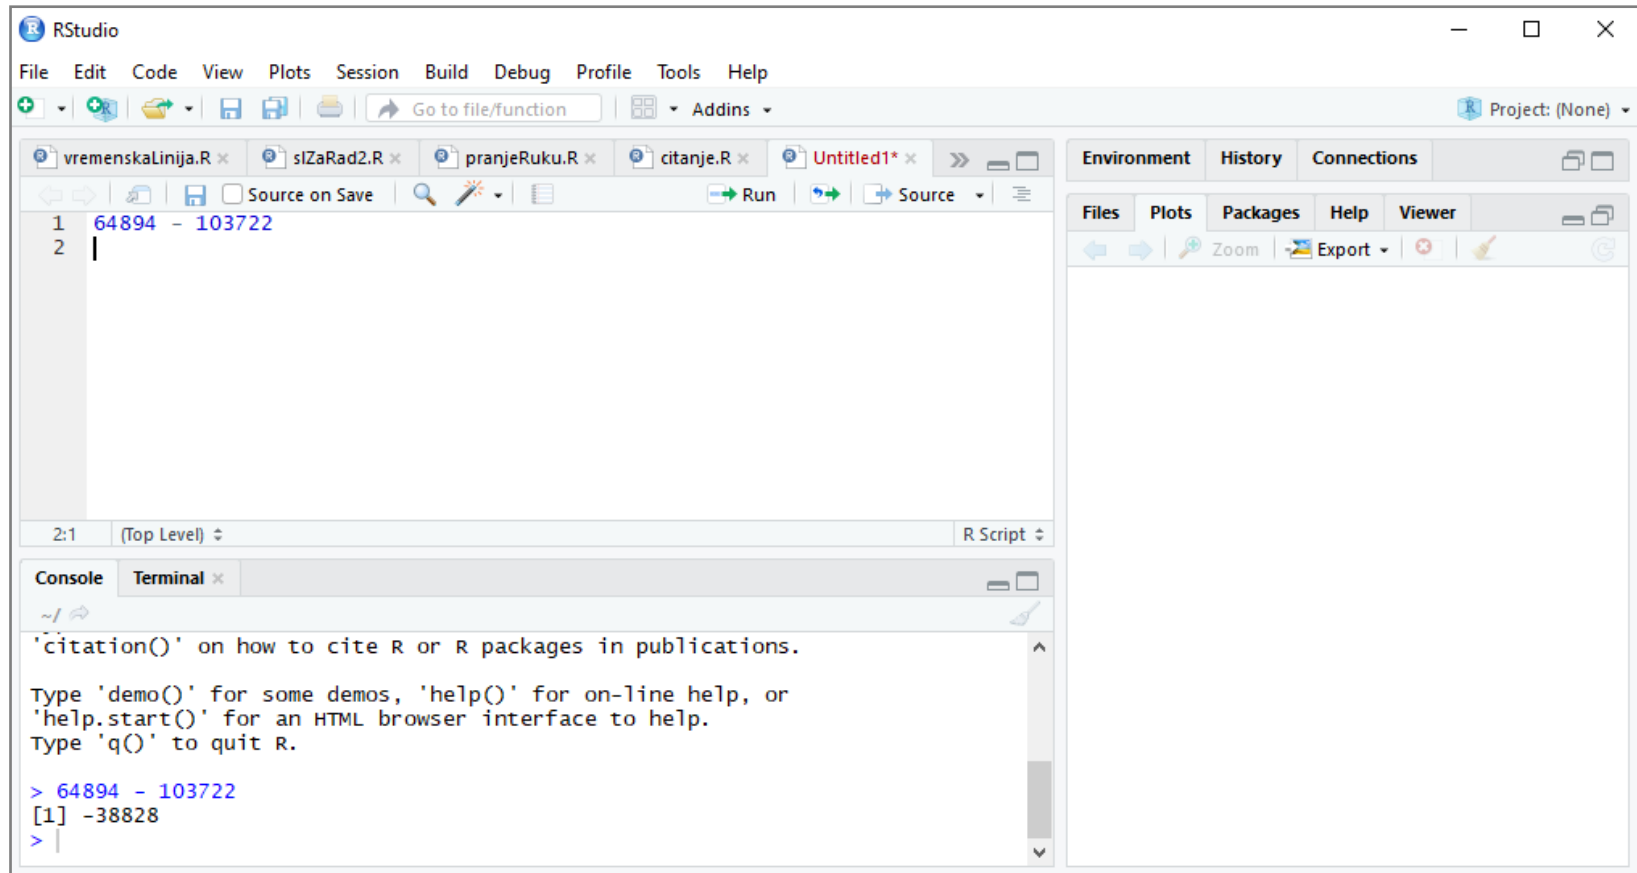 RStudio
File Edit Code View Plots Session Build Debug Profile Tools Help
Go to file/function Addins Project: (None)
vremenskaLinija.R slZaRad2.R pranjeRuku.R citanje.R Untitled1*
Source on Save Run Source
1 64894 - 103722
2
2:1 (Top Level) R Script
Console Terminal
~/
'citation()' on how to cite R or R packages in publications.
Type 'demo()' for some demos, 'help()' for on-line help, or
'help.start()' for an HTML browser interface to help.
Type 'q()' to quit R.
> 64894 - 103722
[1] -38828
>
Environment History Connections
Files Plots Packages Help Viewer
Zoom Export